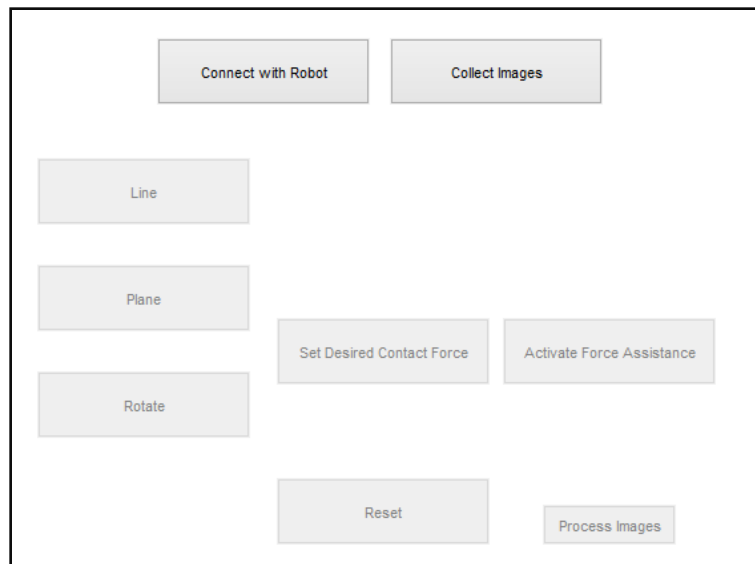 Connect with Robot
Collect Images
Line
Plane
Set Desired Contact Force
Activate Force Assistance
Rotate
Reset
Process Images